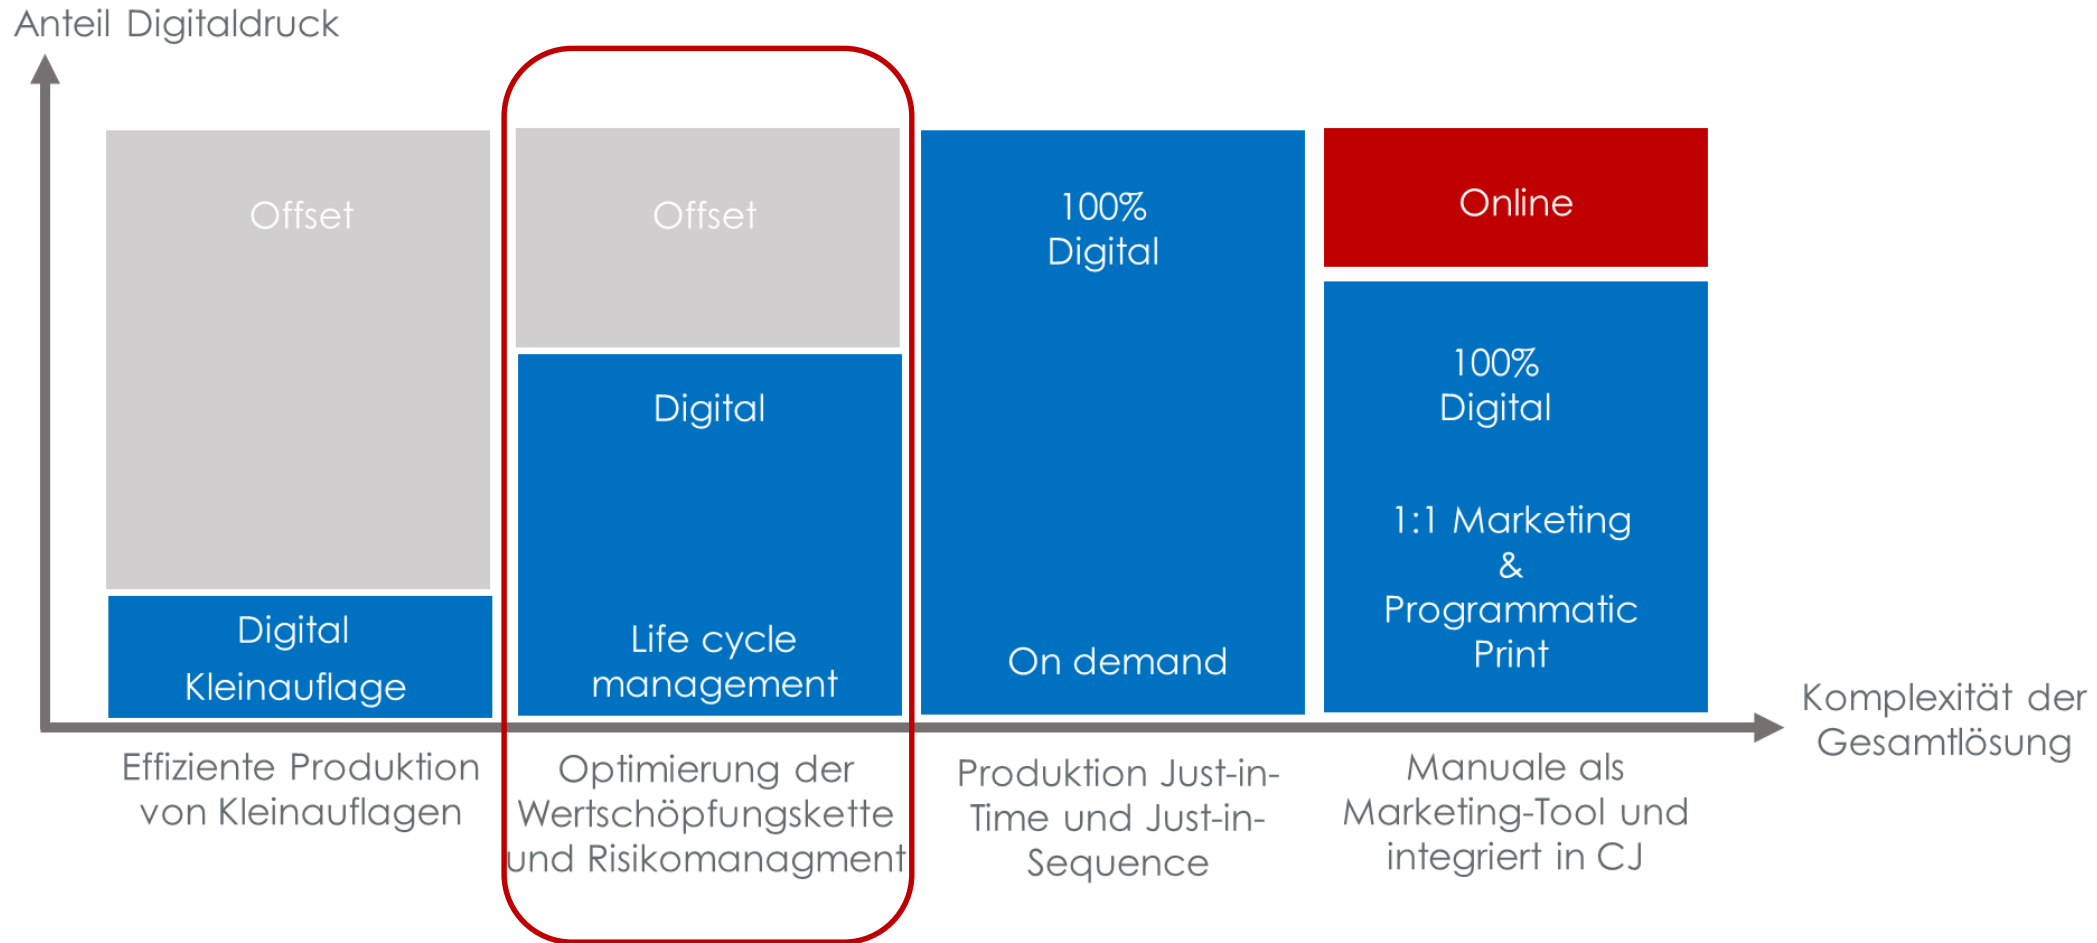 Anteil Digitaldruck
Offset
Digital
Kleinauflage
Offset
Digital
Life cycle
management
100%
Digital
On demand
Online
100%
Digital
1:1 Marketing
&
Programmatic
Print
Komplexität der
Gesamtlösung
Effiziente Produktion
von Kleinauflagen
Optimierung der
Wertschöpfungskette
und Risikomanagment
Produktion Just-in-
Time und Just-in-
Sequence
Manuale als
Marketing-Tool und
integriert in CJ